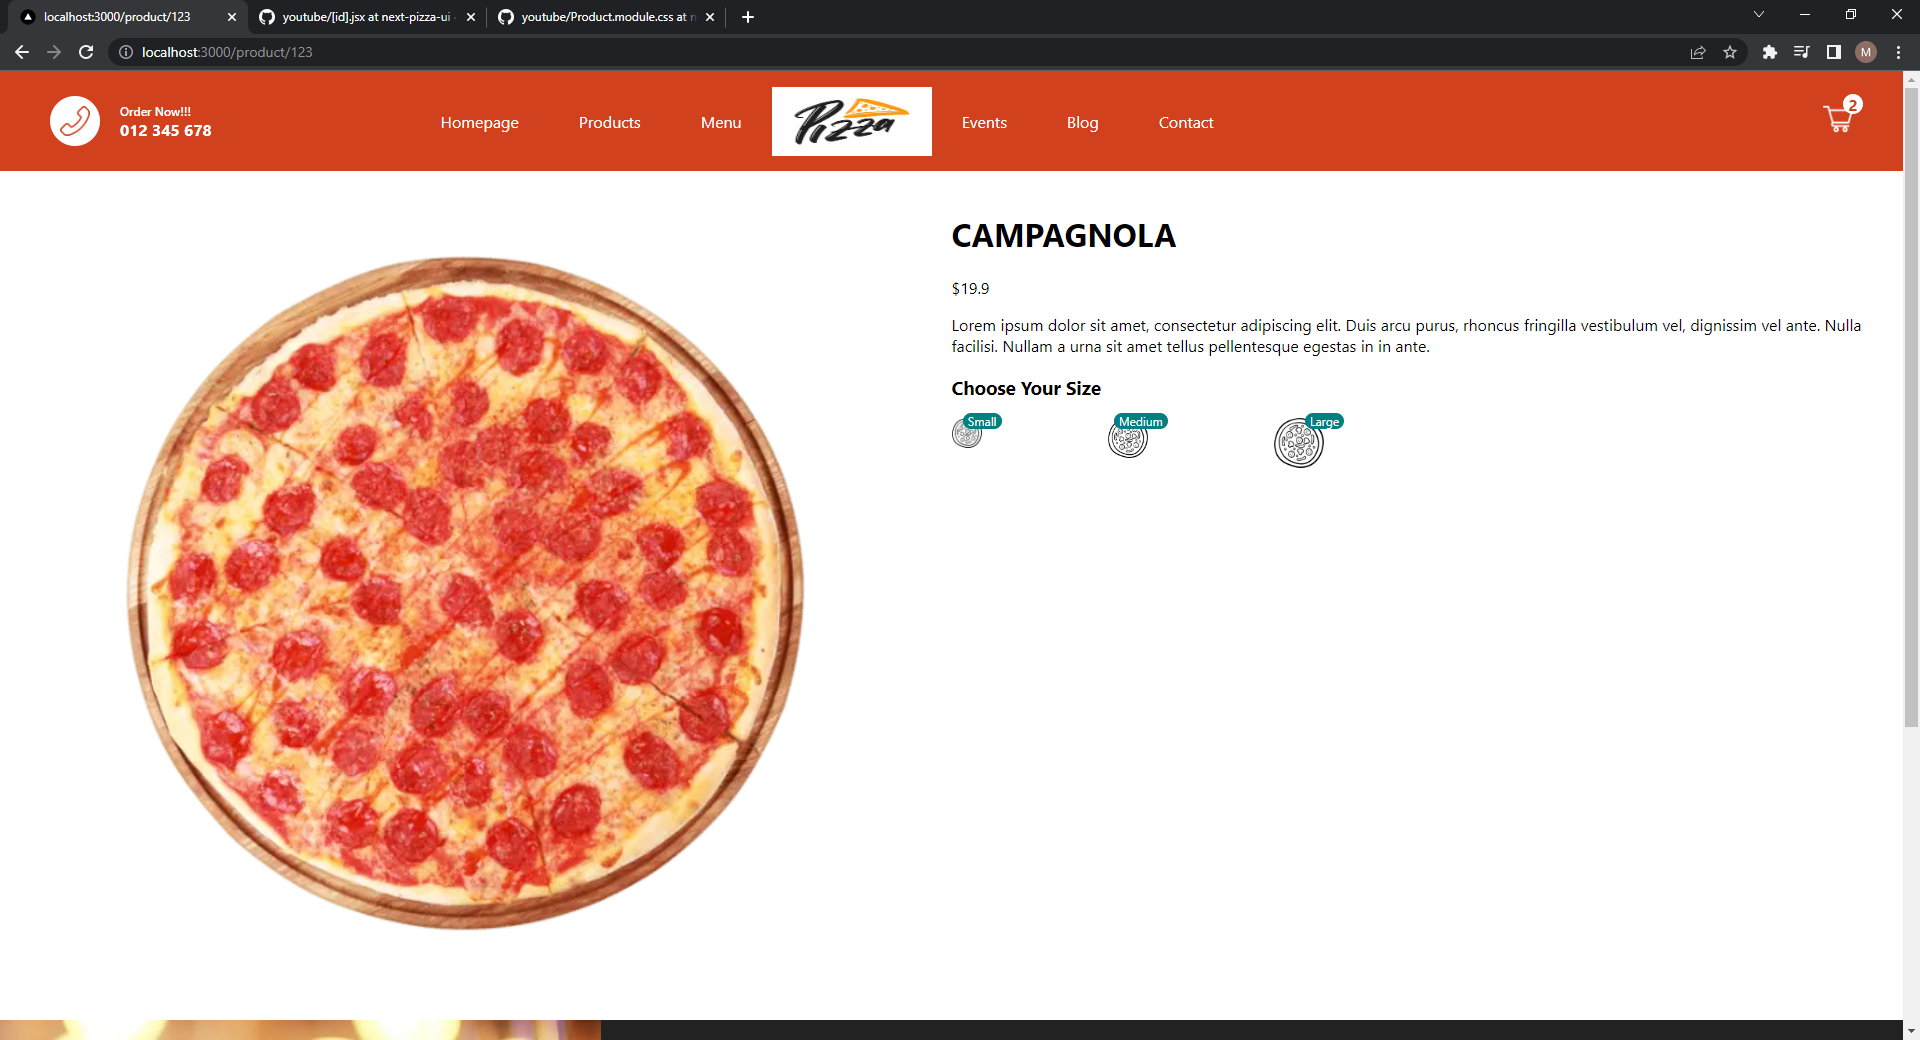 localhost:3000/product/123
youtube/[id].jsx at next-pizza-ui
youtube/Product.module.css at
localhost:3000/product/123
M
Order Now!!!
012 345 678
Homepage
Products
Menu
Pizza
Events
Blog
Contact
2
CAMPAGNOLA
$19.9
Lorem ipsum dolor sit amet, consectetur adipiscing elit. Duis arcu purus, rhoncus fringilla vestibulum vel, dignissim vel ante. Nulla
facilisi. Nullam a urna sit amet tellus pellentesque egestas in in ante.
Choose Your Size
Small
Medium
Large